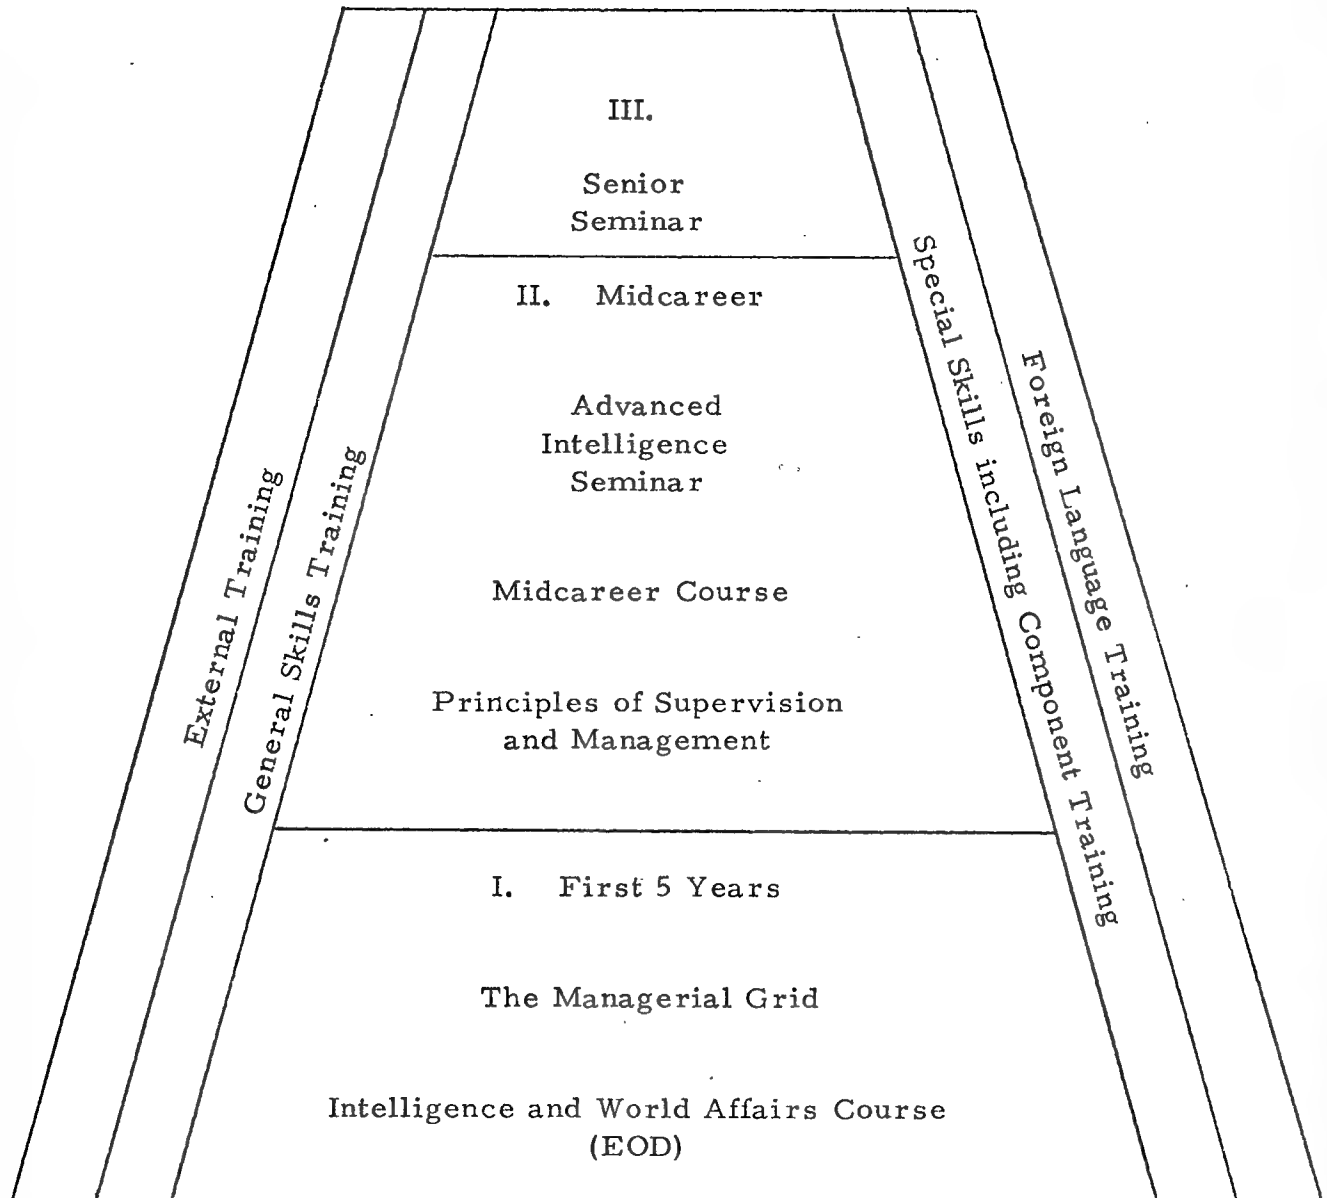 III.
Senior
Seminar
II. Midcareer
Advanced
Intelligence
Seminar
Midcareer Course
Principles of Supervision
and Management
I. First 5 Years
The Managerial Grid
Intelligence and World Affairs Course
(EOD)
External Training
General Skills Training
Special Skills including Component Training
Foreign Language Training